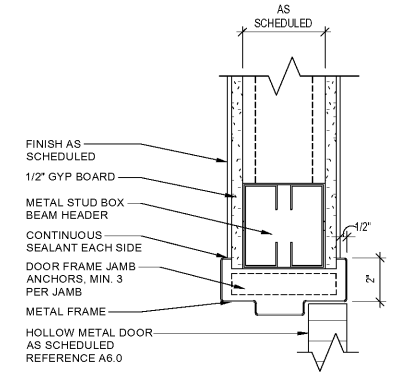 AS
SCHEDULED
FINISH AS
SCHEDULED
1/2" GYP BOARD
METAL STUD BOX
BEAM HEADER
1/2"
CONTINUOUS
SEALANT EACH SIDE
DOOR FRAME JAMB
ANCHORS, MIN. 3
PER JAMB
2"
METAL FRAME
HOLLOW METAL DOOR
AS SCHEDULED
REFERENCE A6.0